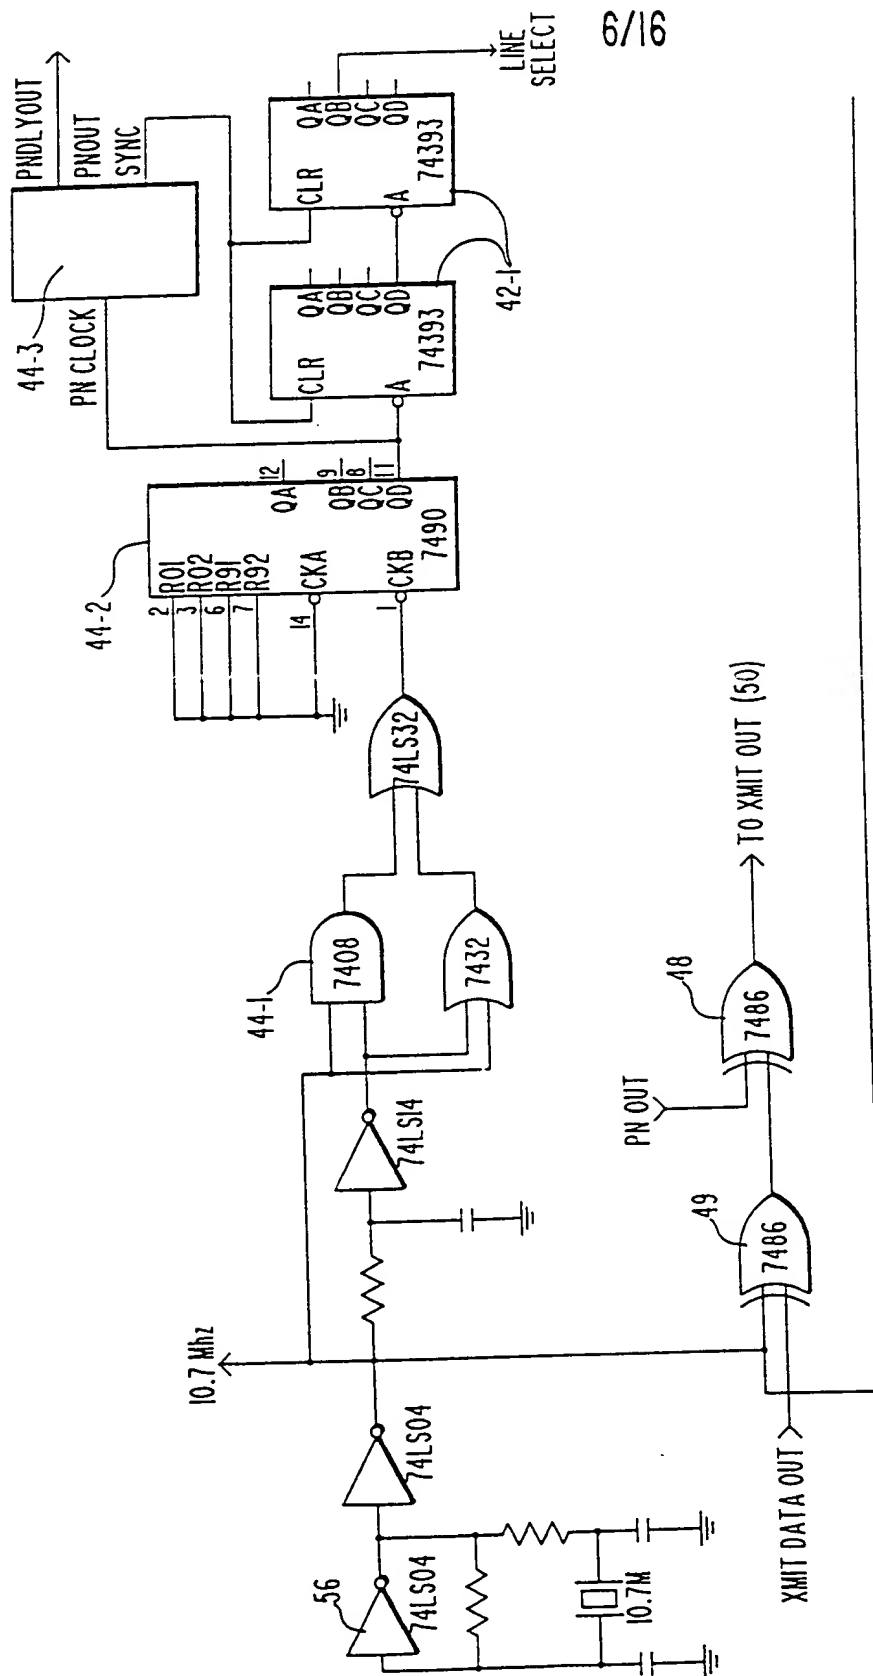 9/16
PNDLYOUT
PNOUT
SYNC
44-3
PN CLOCK
CLR
A
QA
QB
QC
QD
74393
CLR
A
QA
QB
QC
QD
74393
42-1
LINE
SELECT
44-2
2
3
6
7
14
1
R01
R02
R91
R92
CKA
CKB
QA
QB
QC
QD
12
9
8
11
7490
74LS32
44-1
7408
7432
74LS14
10.7 Mhz
74LS04
56
74LS04
10.7M
XMIT DATA OUT
49
7486
PN OUT
48
7486
TO XMIT OUT (50)